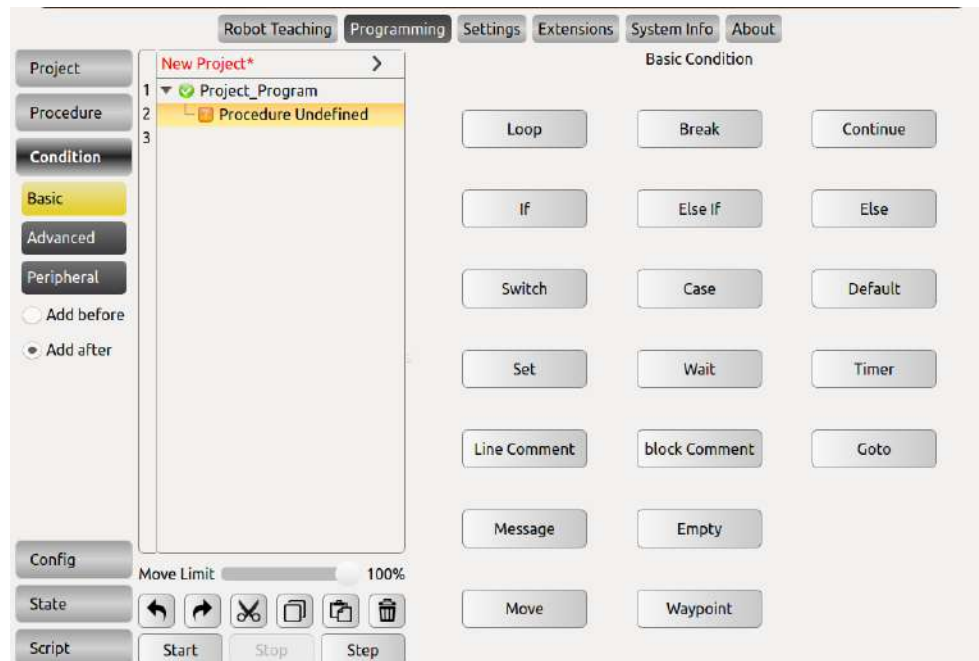 Robot Teaching Programming Settings Extensions System Info About
Project
Procedure
Condition
Basic
Advanced
Peripheral
Add before
Add after
Config
State
Script
New Project* >
1 Project_Program
2 Procedure Undefined
3
Move Limit 100%
Start Stop Step
Basic Condition
Loop Break Continue
If Else If Else
Switch Case Default
Set Wait Timer
Line Comment block Comment Goto
Message Empty
Move Waypoint